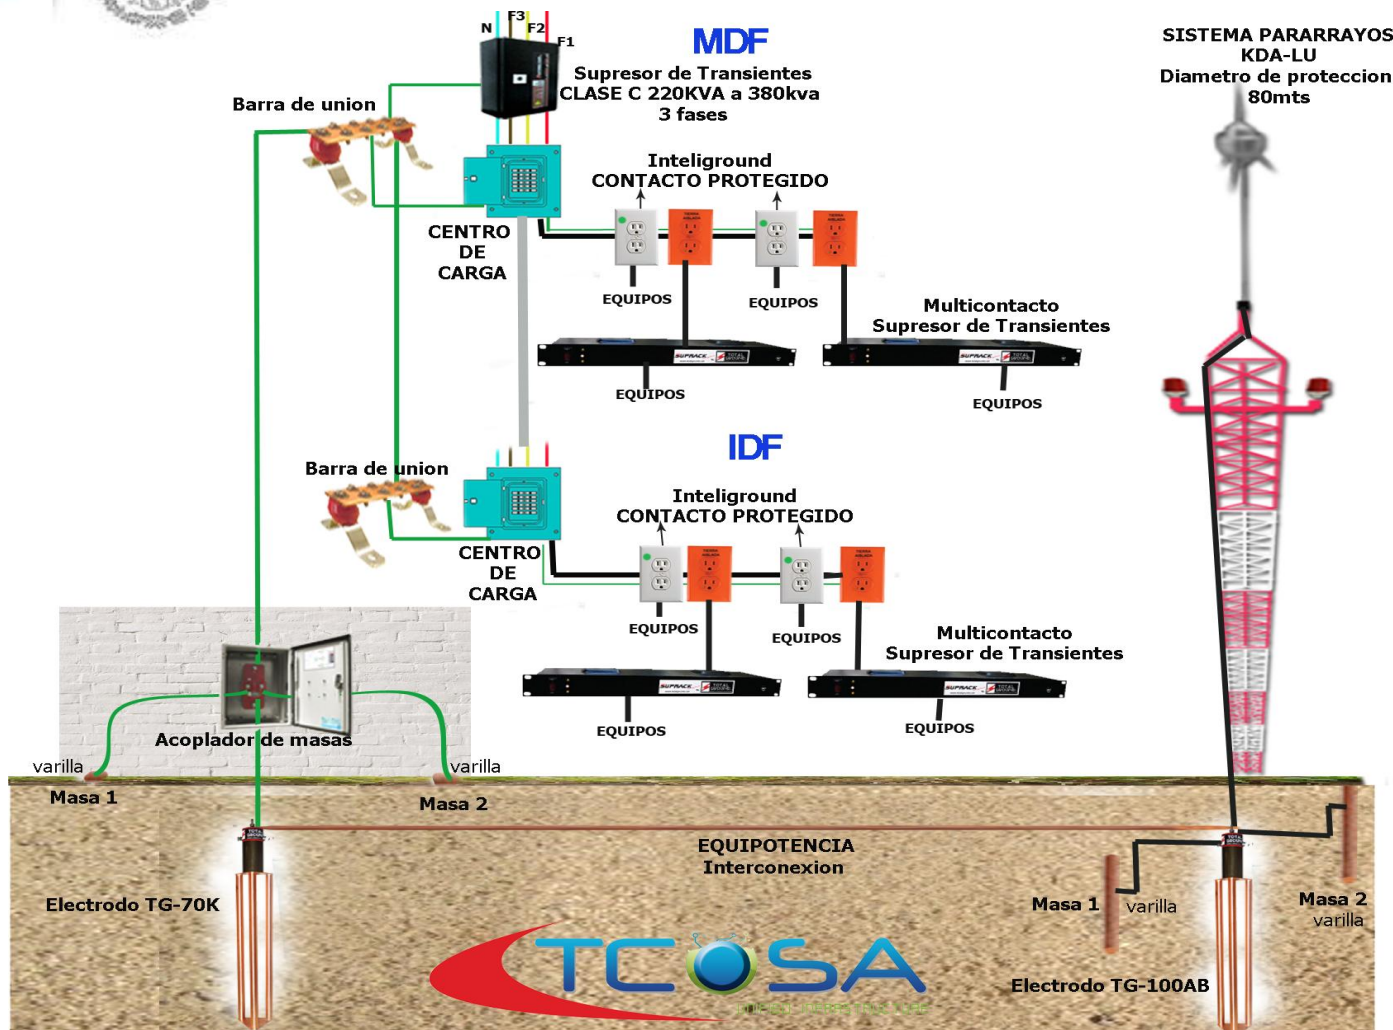 N
F3
F2
F1
MDF
Supresor de Transientes
CLASE C 220KVA a 380kva
3 fases
SISTEMA PARARRAYOS
KDA-LU
Diametro de proteccion
80mts
Barra de union
Inteliground
CONTACTO PROTEGIDO
CENTRO
DE
CARGA
EQUIPOS
EQUIPOS
Multicontacto
Supresor de Transientes
SUPRACK
SUPRACK
EQUIPOS
EQUIPOS
IDF
Barra de union
Inteliground
CONTACTO PROTEGIDO
CENTRO
DE
CARGA
EQUIPOS
EQUIPOS
Multicontacto
Supresor de Transientes
SUPRACK
SUPRACK
EQUIPOS
EQUIPOS
Acoplador de masas
varilla
varilla
Masa 1
Masa 2
EQUIPOTENCIA
Interconexion
Electrodo TG-70K
Masa 1
varilla
Masa 2
varilla
Electrodo TG-100AB
TCOSA